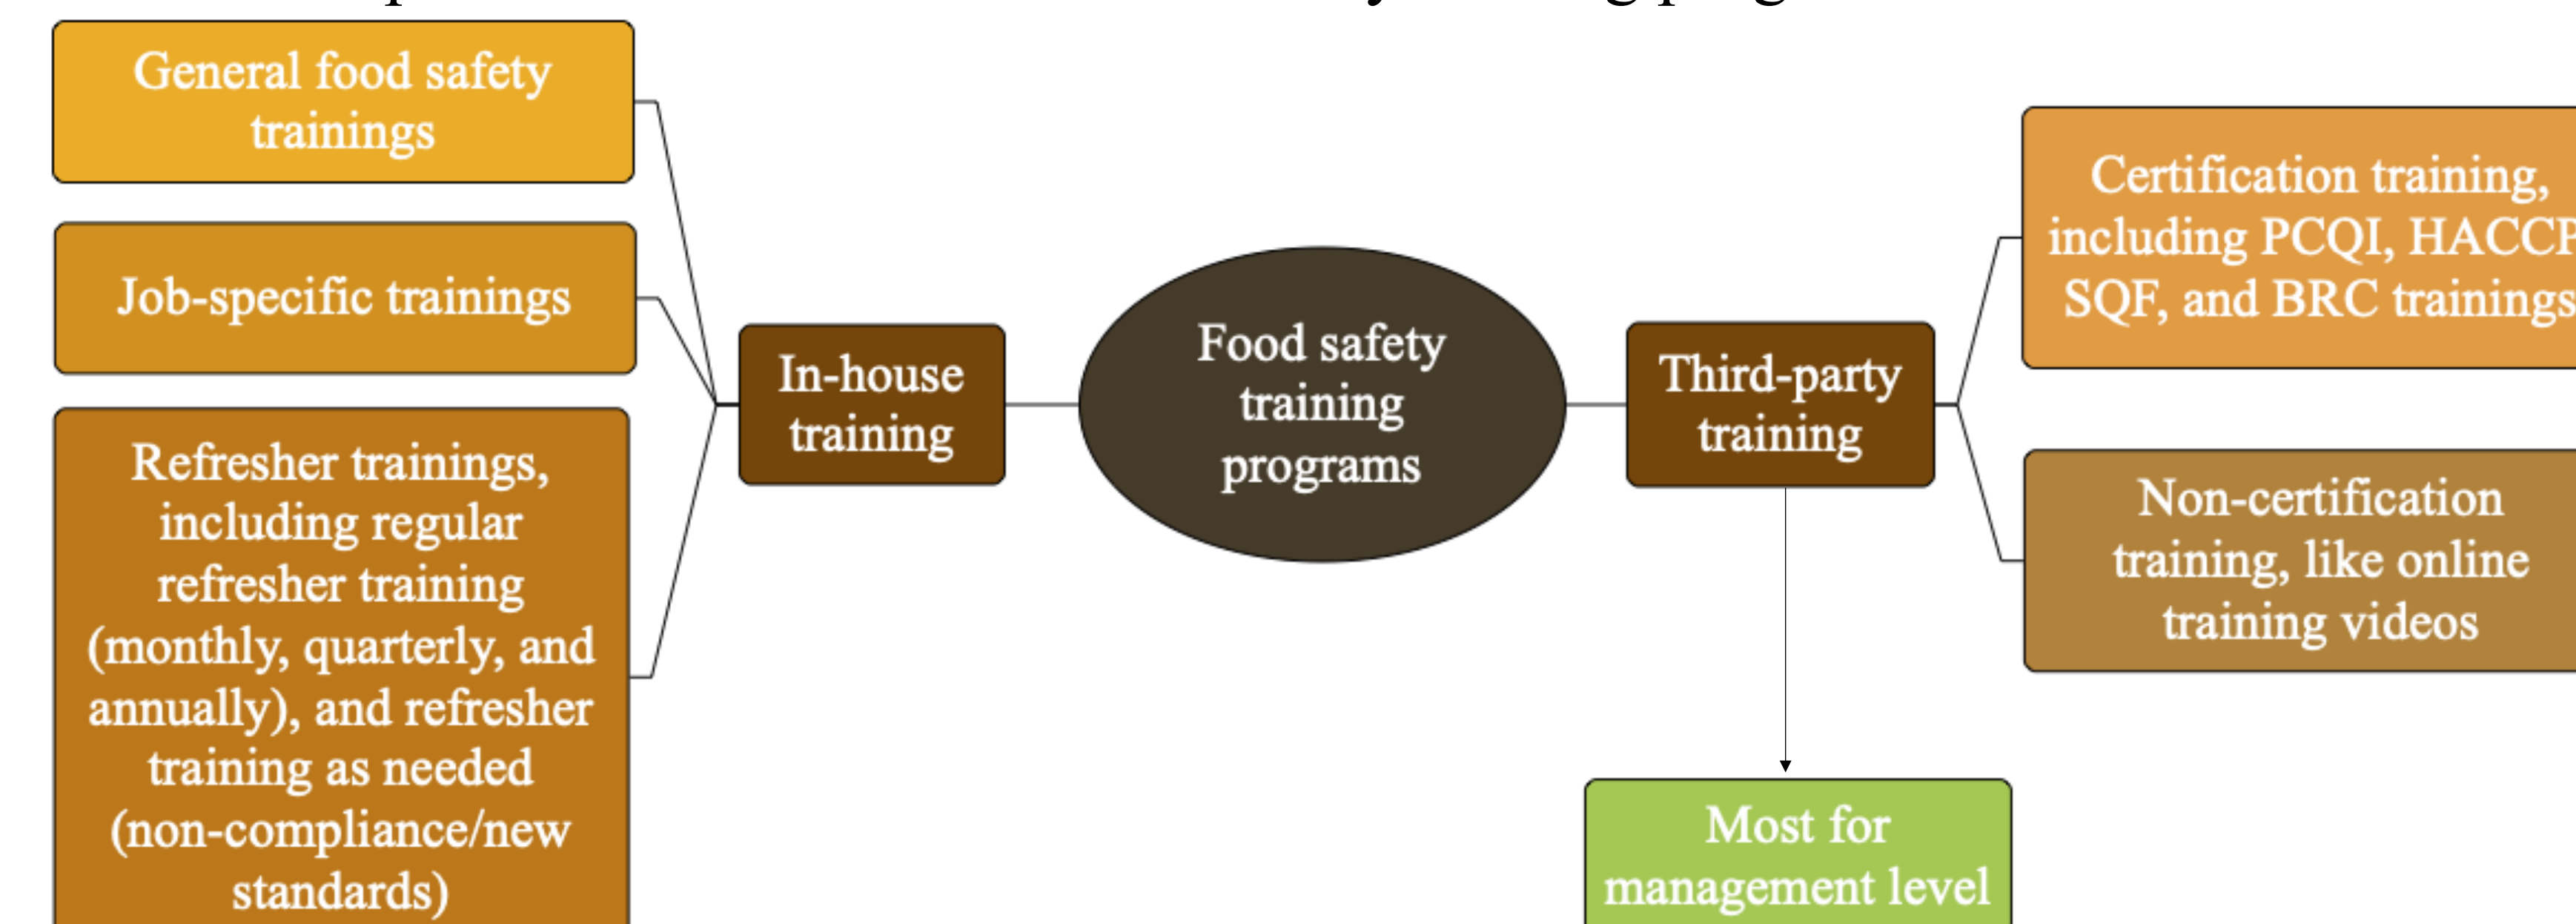 General food safety
trainings
Job-specific trainings
Refresher trainings,
including regular
refresher training
(monthly, quarterly, and
annually), and refresher
training as needed
(non-compliance/new
standards)
In-house
training
Food safety
training
programs
Third-party
training
Certification training,
including PCQI, HACCP
SQF, and BRC trainings
Non-certification
training, like online
training videos
Most for
management level